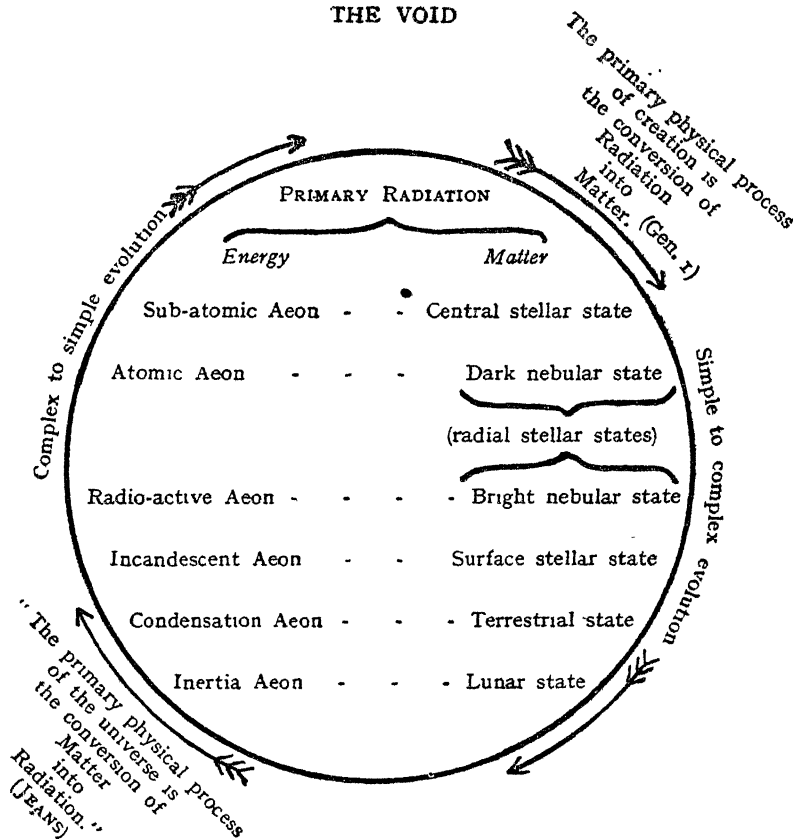 THE VOID
The primary physical process
of creation is
the conversion of
Radiation
into
Matter. (Gen. 1)
PRIMARY RADIATION
Energy Matter
Sub-atomic Aeon - - Central stellar state
Atomic Aeon - - - Dark nebular state
(radial stellar states)
Radio-active Aeon - - - - Bright nebular state
Incandescent Aeon - - Surface stellar state
Condensation Aeon - - - Terrestrial state
Inertia Aeon - - - Lunar state
Complex to simple evolution
Simple to complex evolution
"The primary physical process
of the universe is
the conversion of
Matter
into
Radiation."
(JEANS)